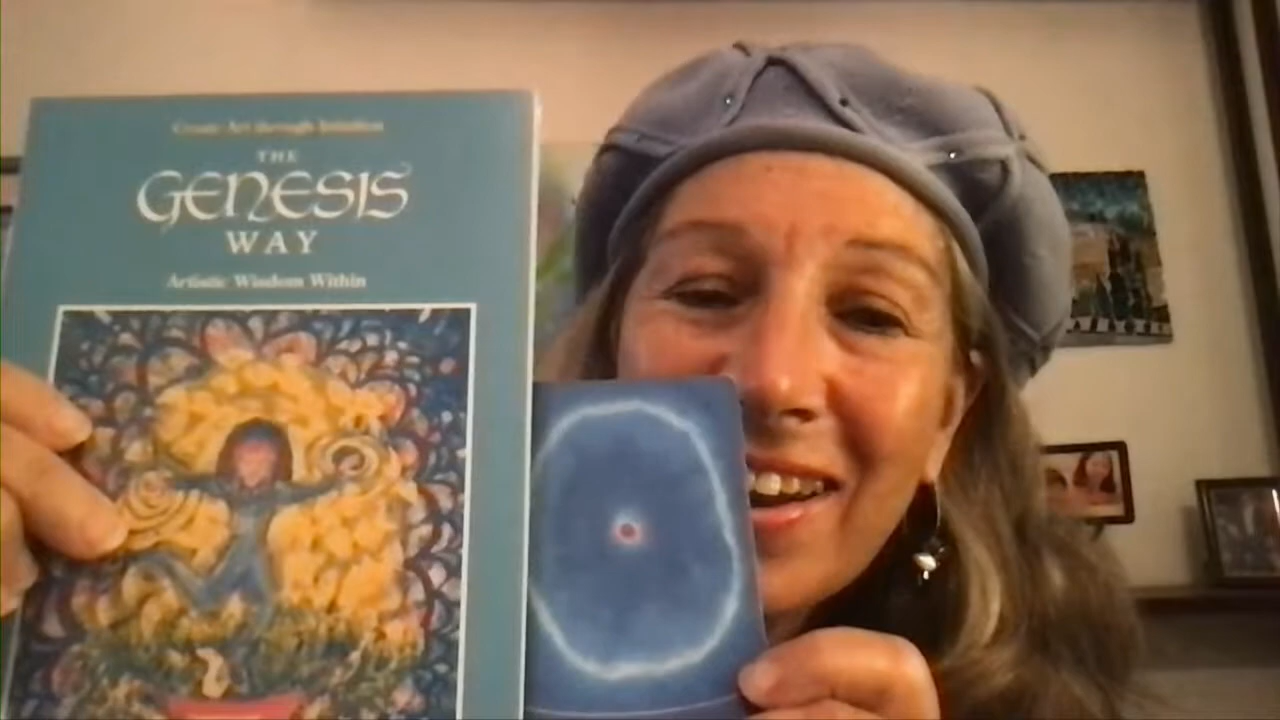 Create Art through Intuition
THE
GENESIS
WAY
Artistic Wisdom Within